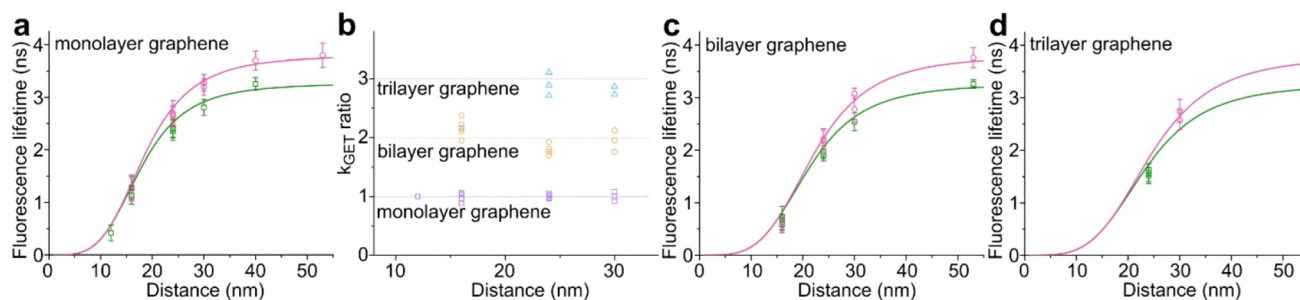 a
monolayer graphene
Fluorescence lifetime (ns)
4
3
2
1
0
0 10 20 30 40 50
Distance (nm)
b
k_GET ratio
3
2
1
0
trilayer graphene
bilayer graphene
monolayer graphene
10 20 30
Distance (nm)
c
bilayer graphene
Fluorescence lifetime (ns)
4
3
2
1
0
0 10 20 30 40 50
Distance (nm)
d
trilayer graphene
Fluorescence lifetime (ns)
4
3
2
1
0
0 10 20 30 40 50
Distance (nm)